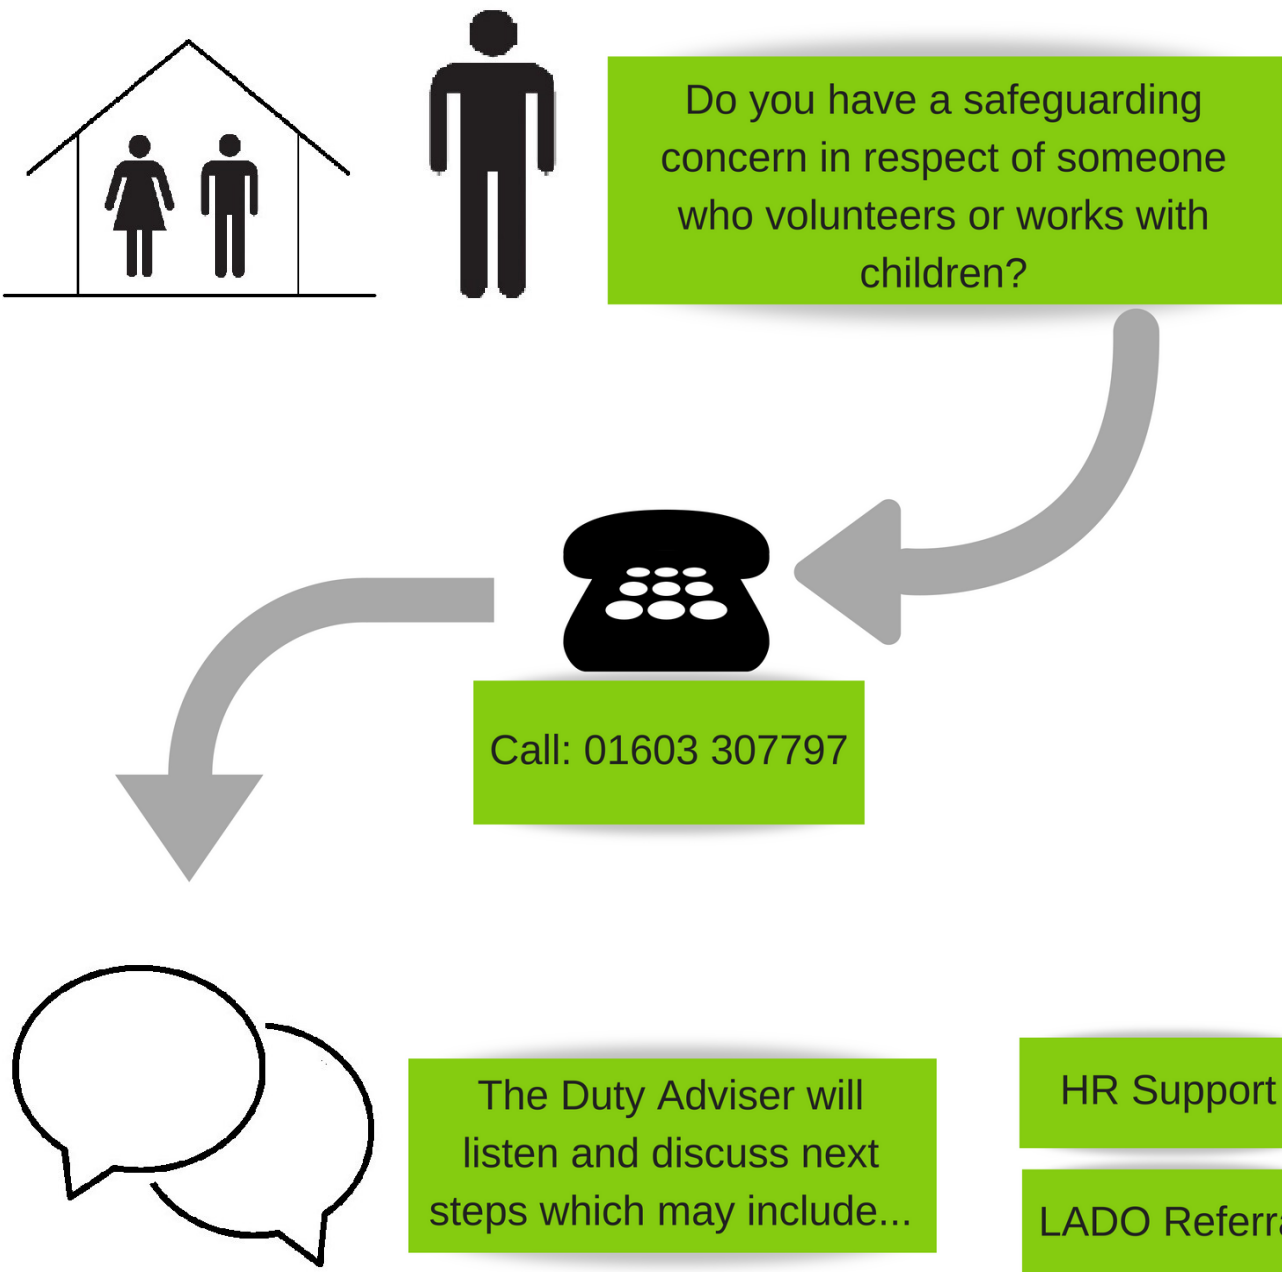 Do you have a safeguarding
concern in respect of someone
who volunteers or works with
children?
Call: 01603 307797
The Duty Adviser will
listen and discuss next
steps which may include...
HR Support
LADO